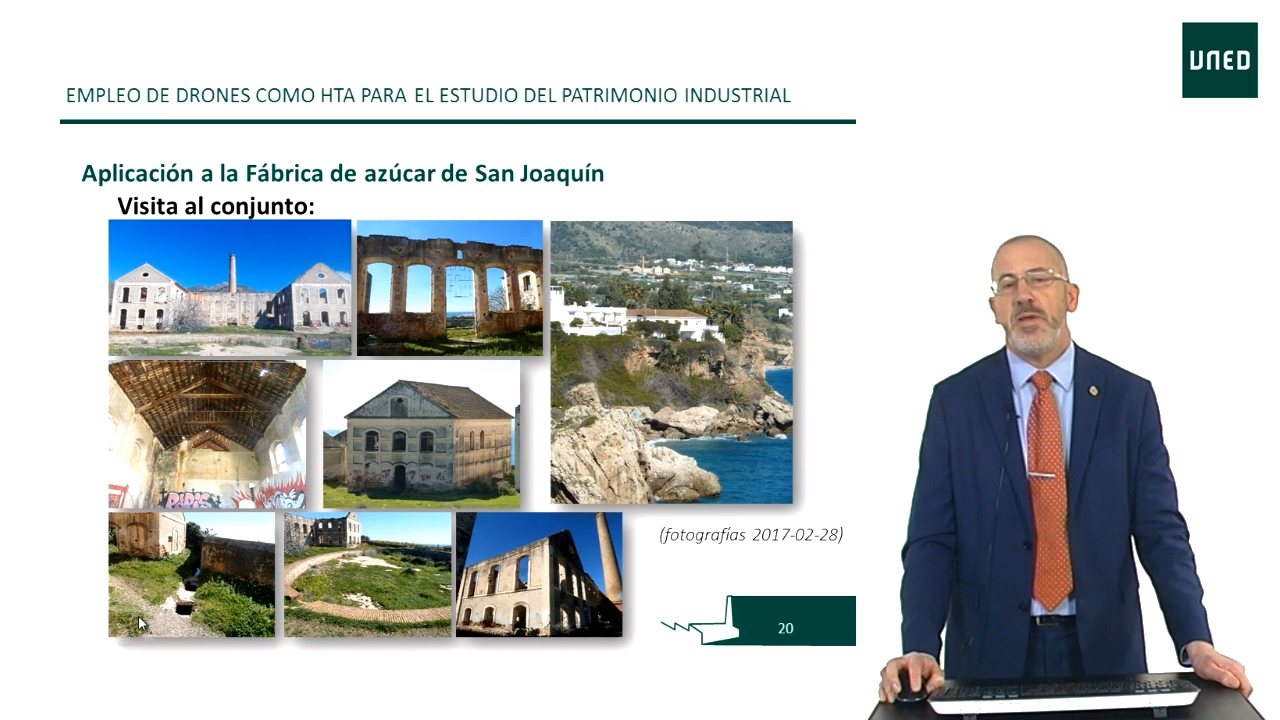 UNED
EMPLEO DE DRONES COMO HTA PARA EL ESTUDIO DEL PATRIMONIO INDUSTRIAL
Aplicación a la Fábrica de azúcar de San Joaquín
Visita al conjunto:
(fotografías 2017-02-28)
20